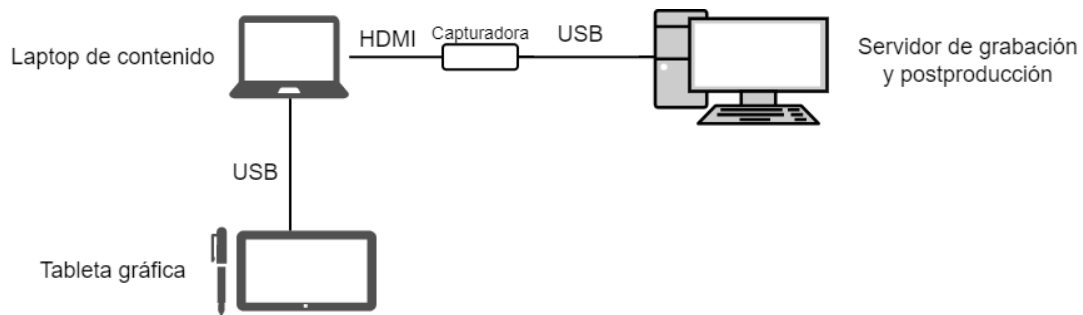 Laptop de contenido
HDMI
Capturadora
USB
Servidor de grabación
y postproducción
USB
Tableta gráfica